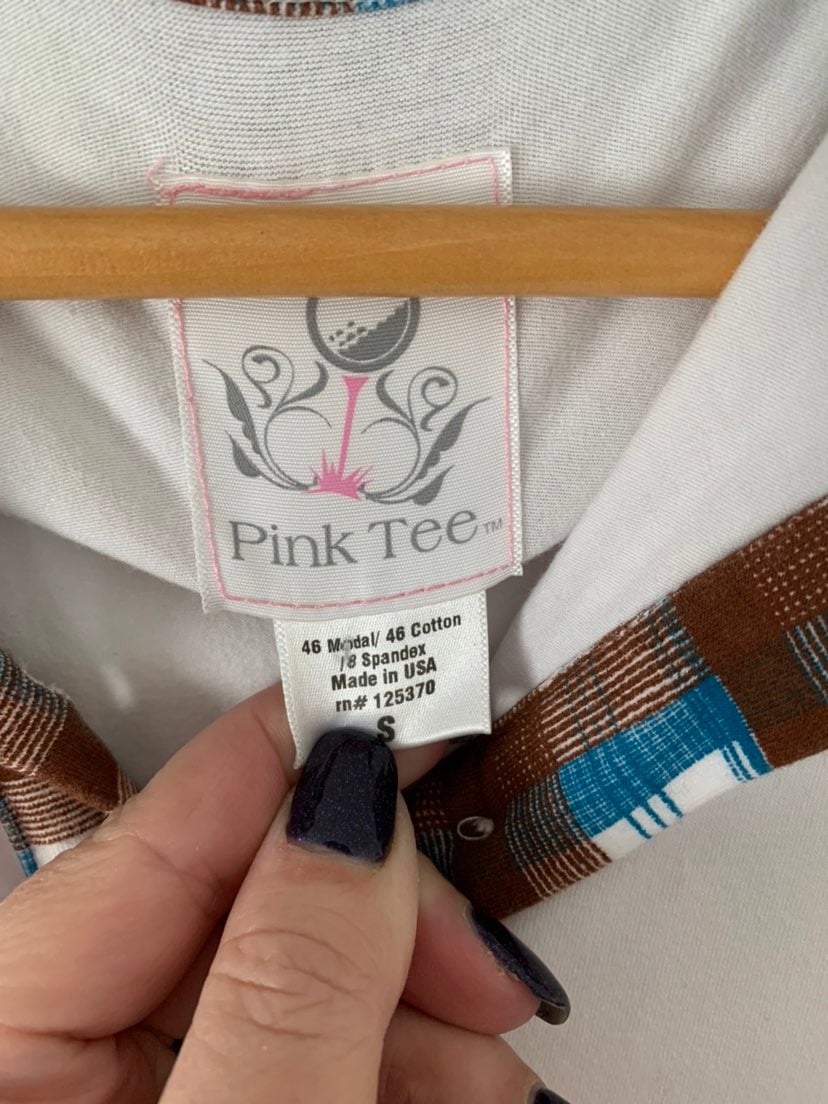 Pink Tee™
46 Modal/ 46 Cotton
/8 Spandex
Made in USA
rn# 125370
S